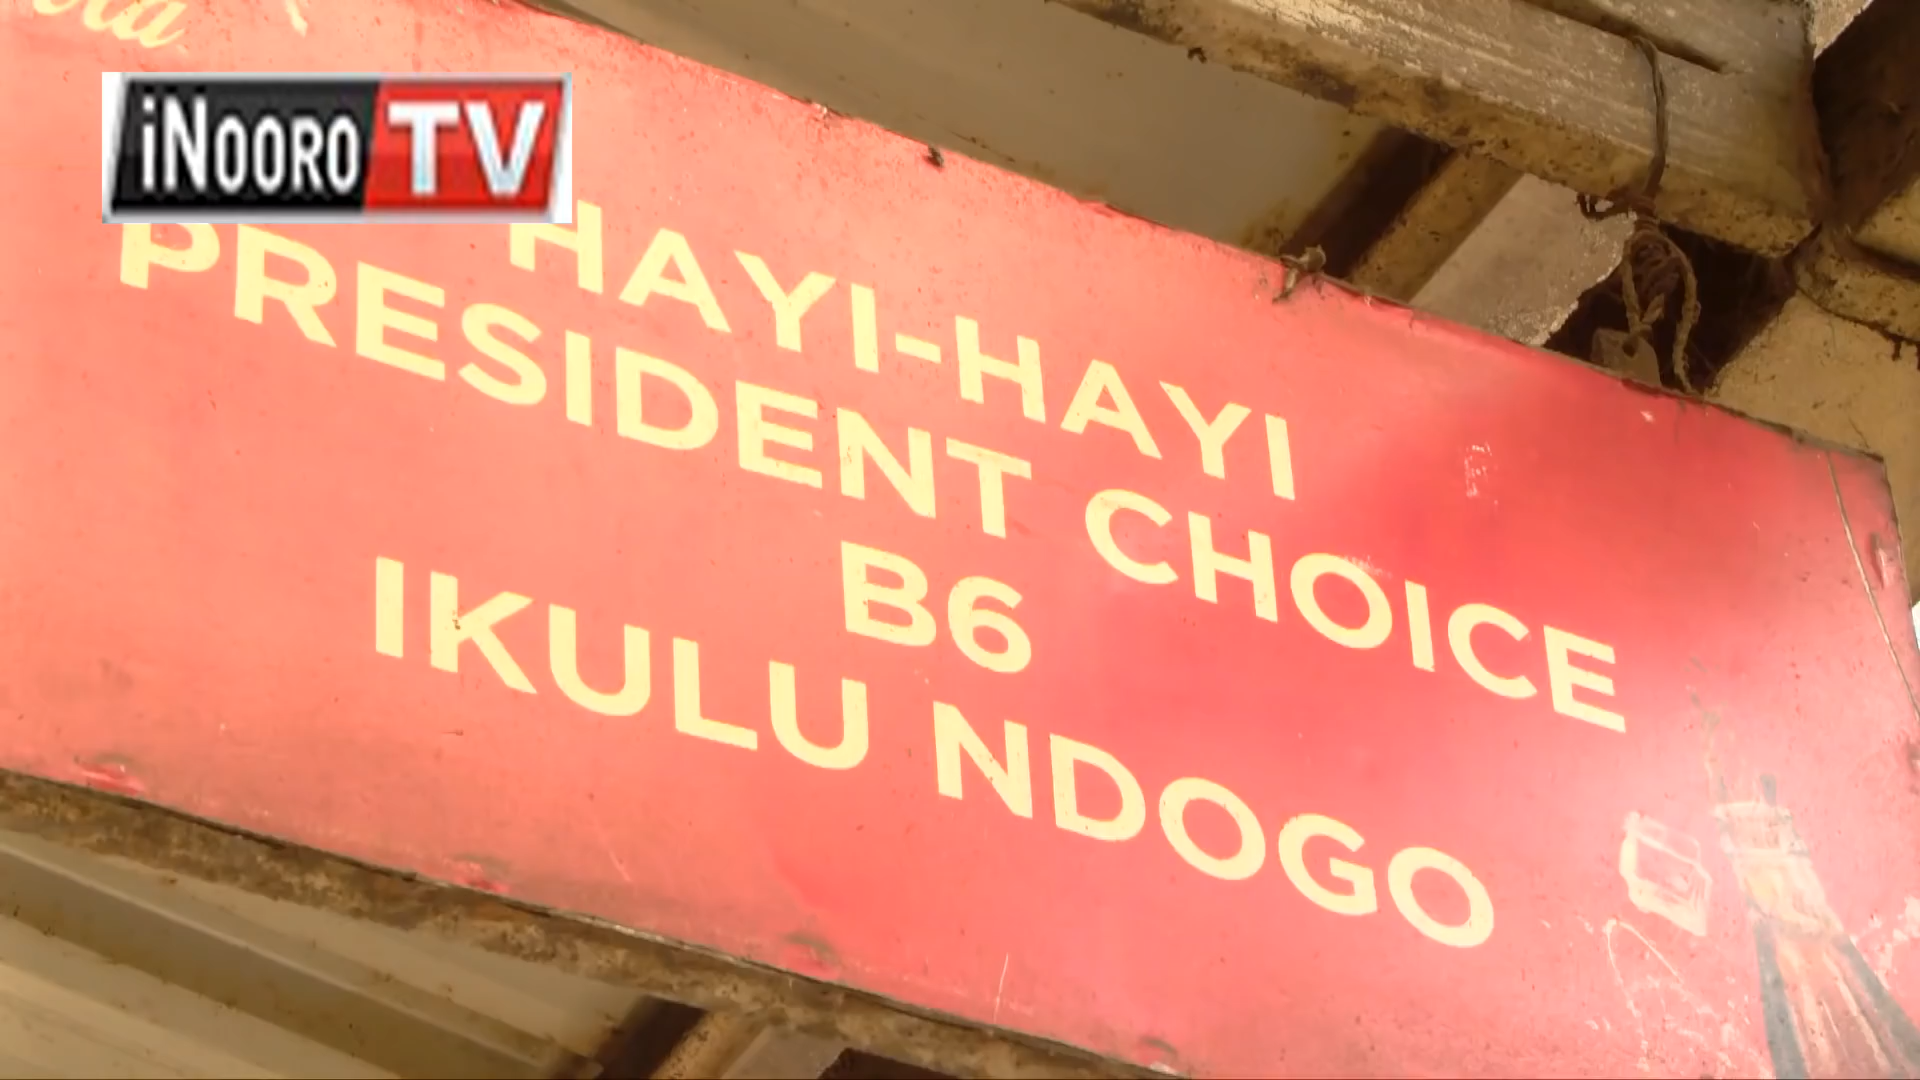 iNOORO TV
HAYI-HAYI
PRESIDENT CHOICE
B6
IKULU NDOGO